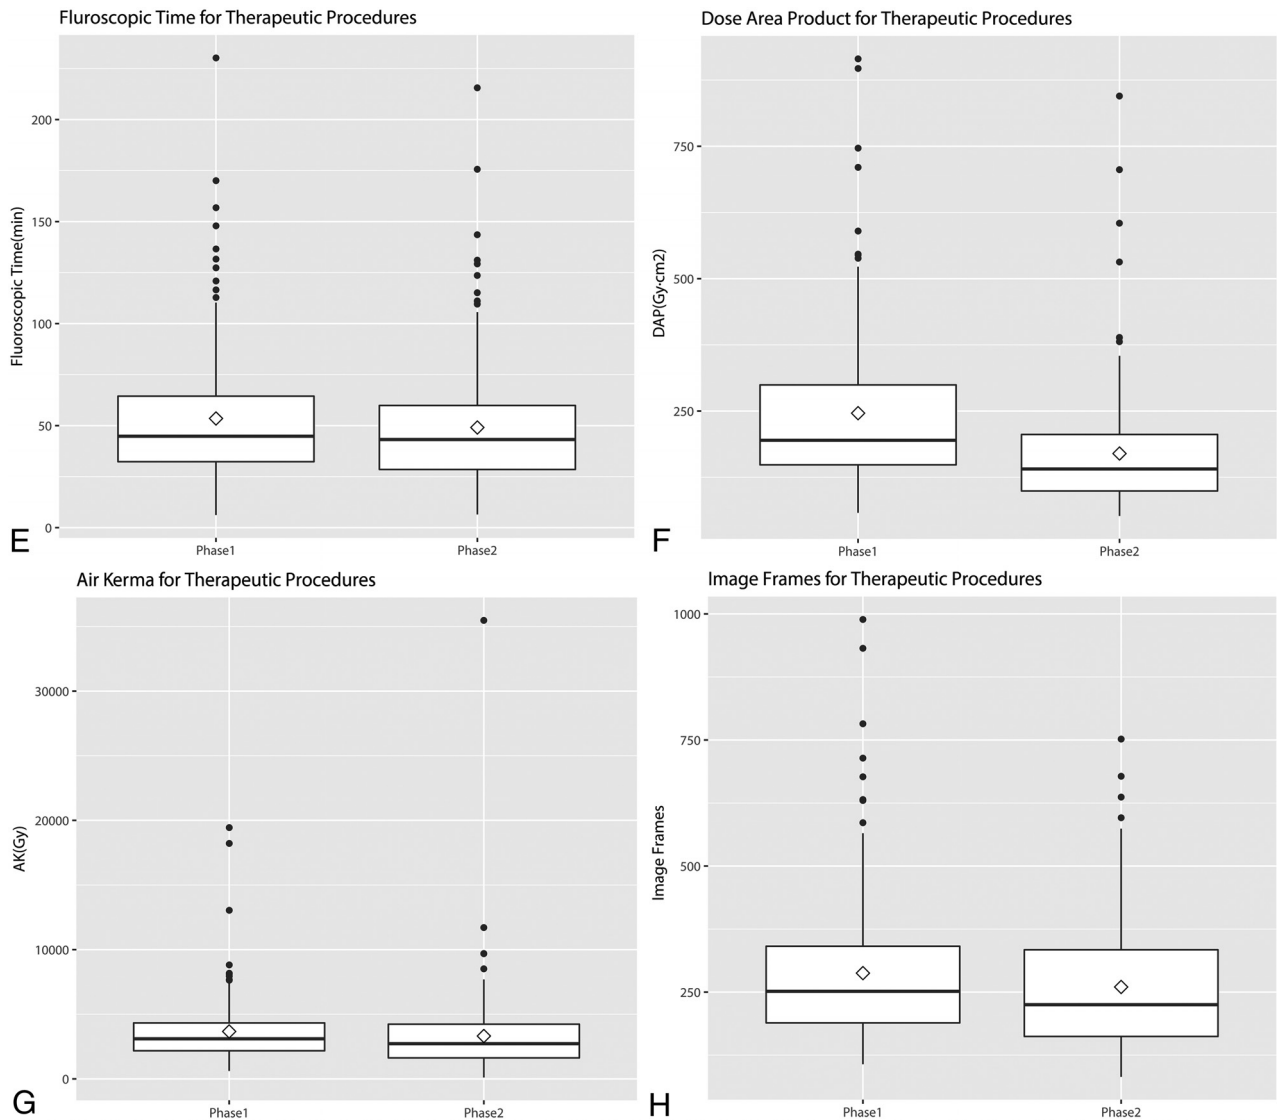 Fluroscopic Time for Therapeutic Procedures
Fluoroscopic Time(min)
200
150
100
50
0
Phase1 Phase2
E
Dose Area Product for Therapeutic Procedures
DAP(Gy·cm2)
750
500
250
Phase1 Phase2
F
Air Kerma for Therapeutic Procedures
AK(Gy)
30000
20000
10000
0
Phase1 Phase2
G
Image Frames for Therapeutic Procedures
Image Frames
1000
750
500
250
Phase1 Phase2
H